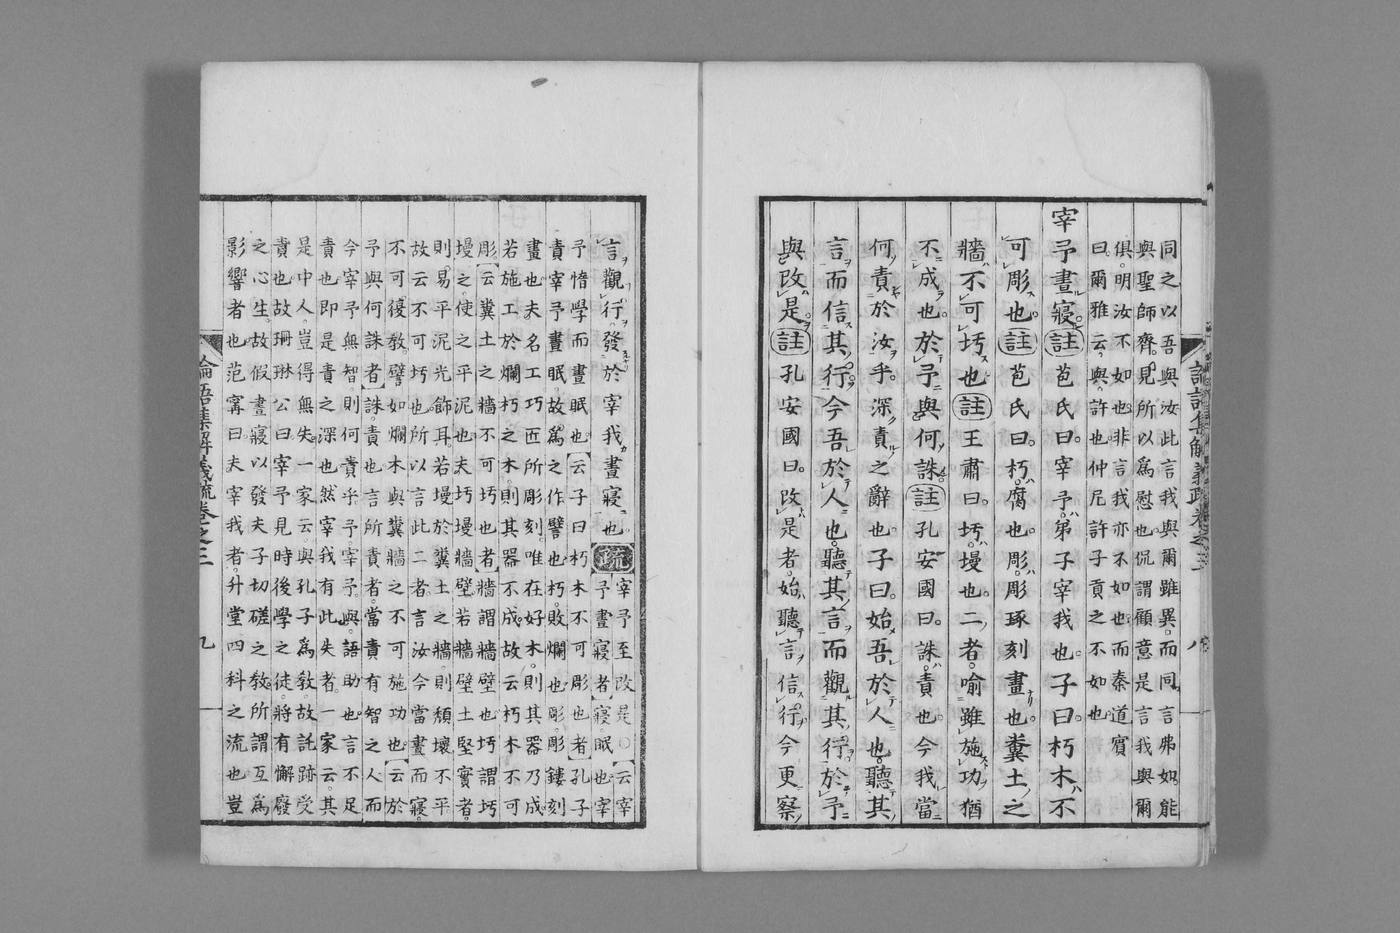 同之以吾與汝此言我與爾雖異而同言弗如能
與聖師齊見所以爲慰也侃謂顧意是言我與爾
俱明汝不如也非言我亦不如也而秦道賓
曰爾雅云與許也仲尼許子貢之不如也
宰予晝寢註苞氏曰宰予弟子宰我也子曰朽木不
可彫也註苞氏曰朽腐也彫彫琢刻畫也糞土之
牆不可圬也註王肅曰圬墁也二者喻雖施功猶
不成也於予與何誅註孔安國曰誅責也今我當
何責於汝乎深責之辭也子曰始吾於人也聽其
言而信其行今吾於人也聽其言而觀其行於予
與改是註孔安國曰改是者始聽言信行今更察
言觀行發於宰我晝寢也疏宰予至改是○云宰
予晝寢者寢眠也宰
予惰學而晝眠也云子曰朽木不可彫也者孔子
責宰予晝眠故爲之作譬也朽敗爛也彫彫鏤刻
畫也夫名工巧匠所彫刻唯在好木則其器乃成
若施工於爛朽之木則其器不成故云朽木不可
彫云糞土之牆不可圬也者牆謂牆壁也圬謂圬
墁之使之平泥也夫圬墁牆壁若牆壁土堅實者
則易平泥光飾耳若墁於糞土之牆則頹壞不平
故云不可圬也所以言此二者言汝今當晝而寢
不可復教譬如爛木與糞牆之不可施功也云於
予與何誅者誅責也言所責者當責有智之人而
今宰予無智則何責乎予宰予與語助也言不足
責也即是責之深也然宰我有此失者一家云其
是中人豈得無失一家云與孔子爲教故託跡受
責也故珊琳公曰宰予見時後學之徒將有懈廢
之心生故假晝寢以發夫子切磋之教所謂互爲
影響者也范甯曰夫宰我者升堂四科之流也豈
論語集解義疏卷之三
九
八